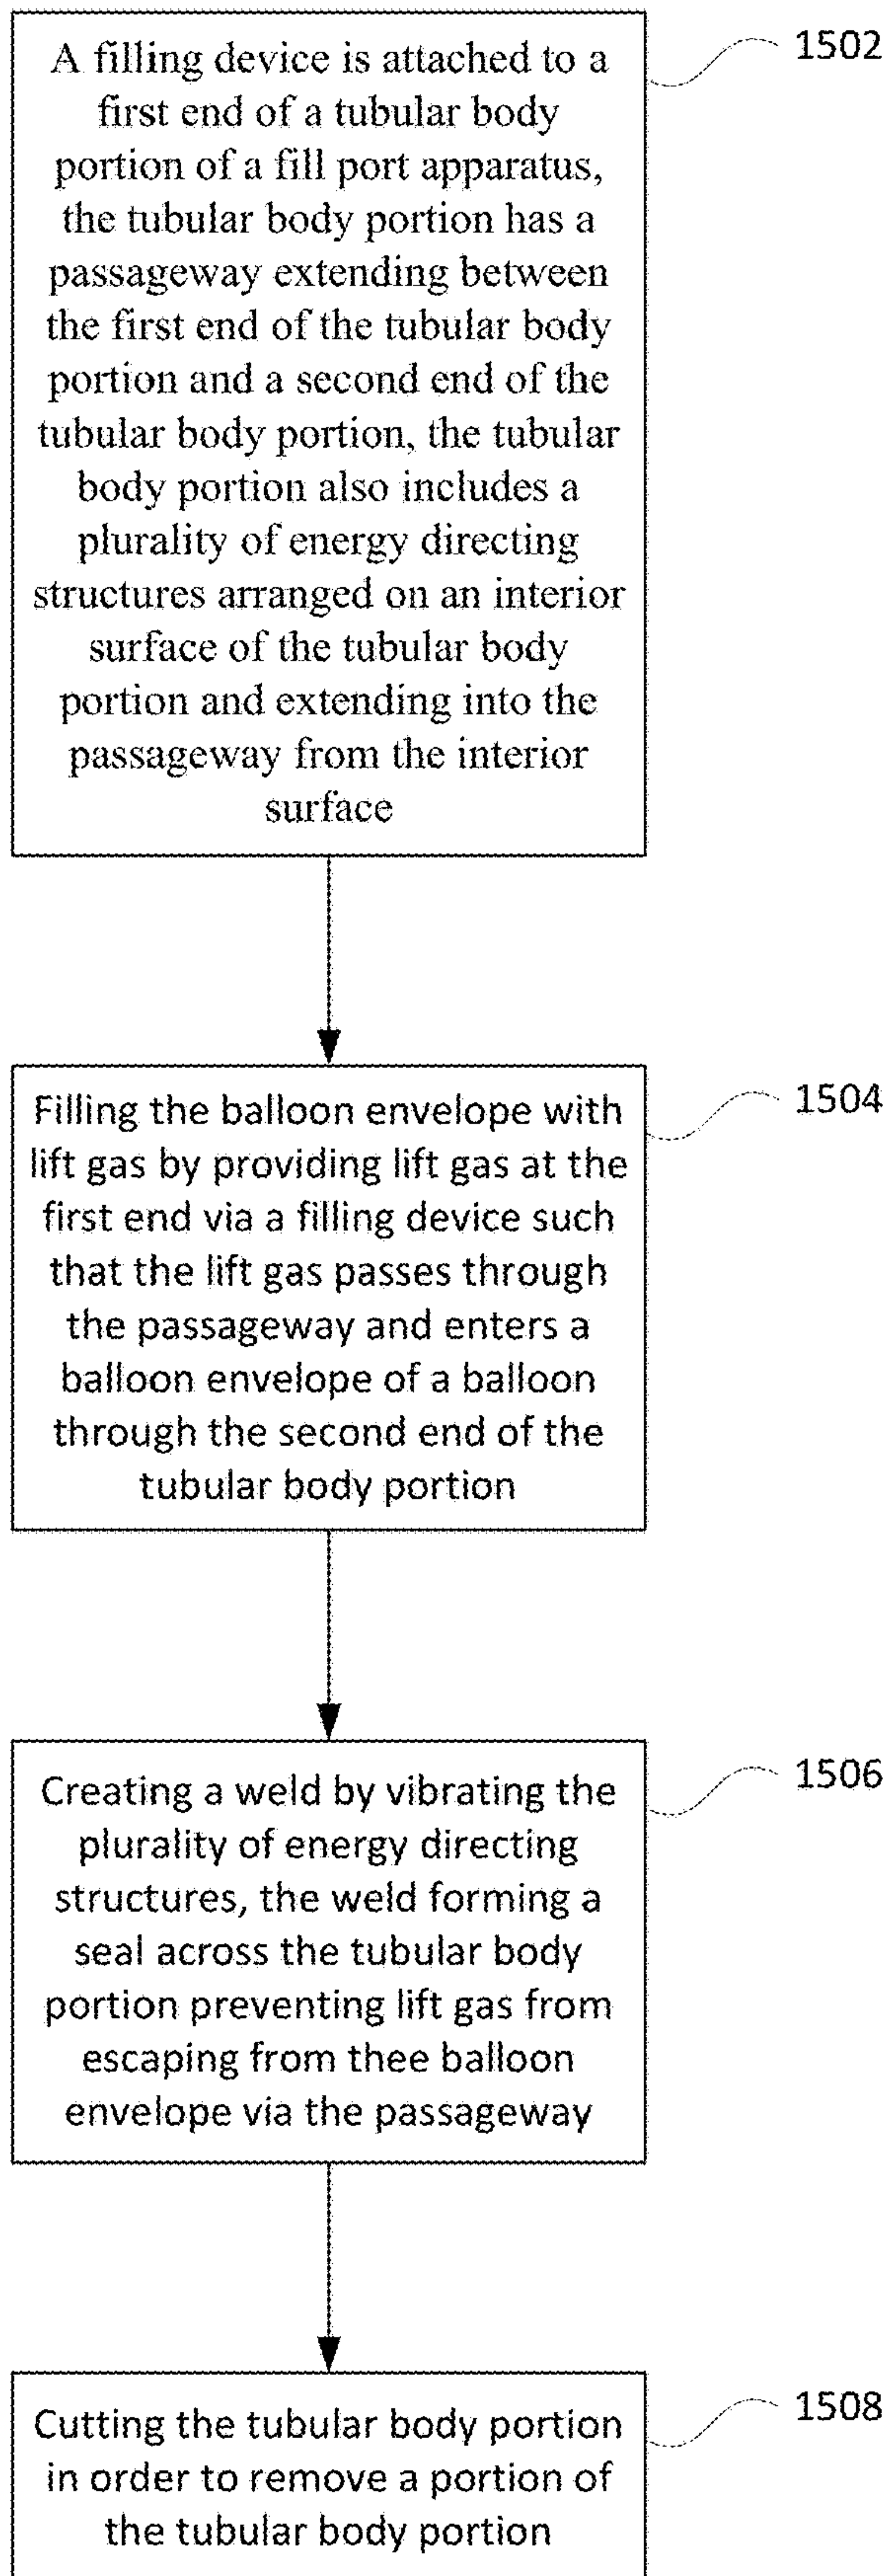 A filling device is attached to a
first end of a tubular body
portion of a fill port apparatus,
the tubular body portion has a
passageway extending between
the first end of the tubular body
portion and a second end of the
tubular body portion, the tubular
body portion also includes a
plurality of energy directing
structures arranged on an interior
surface of the tubular body
portion and extending into the
passageway from the interior
surface
1502
Filling the balloon envelope with
lift gas by providing lift gas at the
first end via a filling device such
that the lift gas passes through
the passageway and enters a
balloon envelope of a balloon
through the second end of the
tubular body portion
1504
Creating a weld by vibrating the
plurality of energy directing
structures, the weld forming a
seal across the tubular body
portion preventing lift gas from
escaping from thee balloon
envelope via the passageway
1506
Cutting the tubular body portion
in order to remove a portion of
the tubular body portion
1508